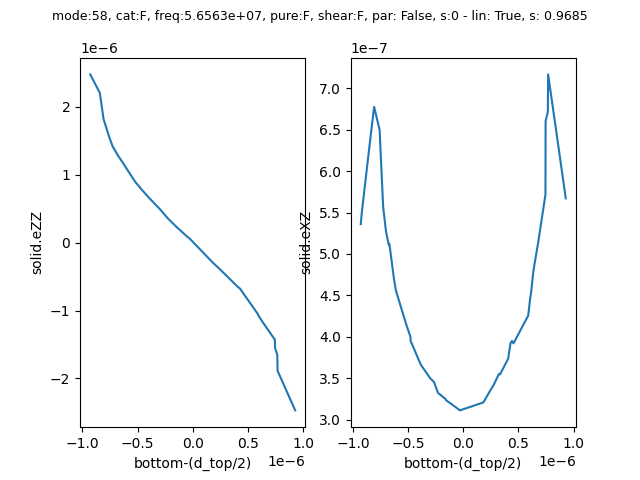 mode:58, cat:F, freq:5.6563e+07, pure:F, shear:F, par: False, s:0 - lin: True, s: 0.9685
1e−6
2
1
0
−1
−2
−1.0 −0.5 0.0 0.5 1.0
1e−6
bottom-(d_top/2)
solid.eZZ
1e−7
7.0
6.5
6.0
5.5
5.0
4.5
4.0
3.5
3.0
−1.0 −0.5 0.0 0.5 1.0
1e−6
bottom-(d_top/2)
solid.eXZ